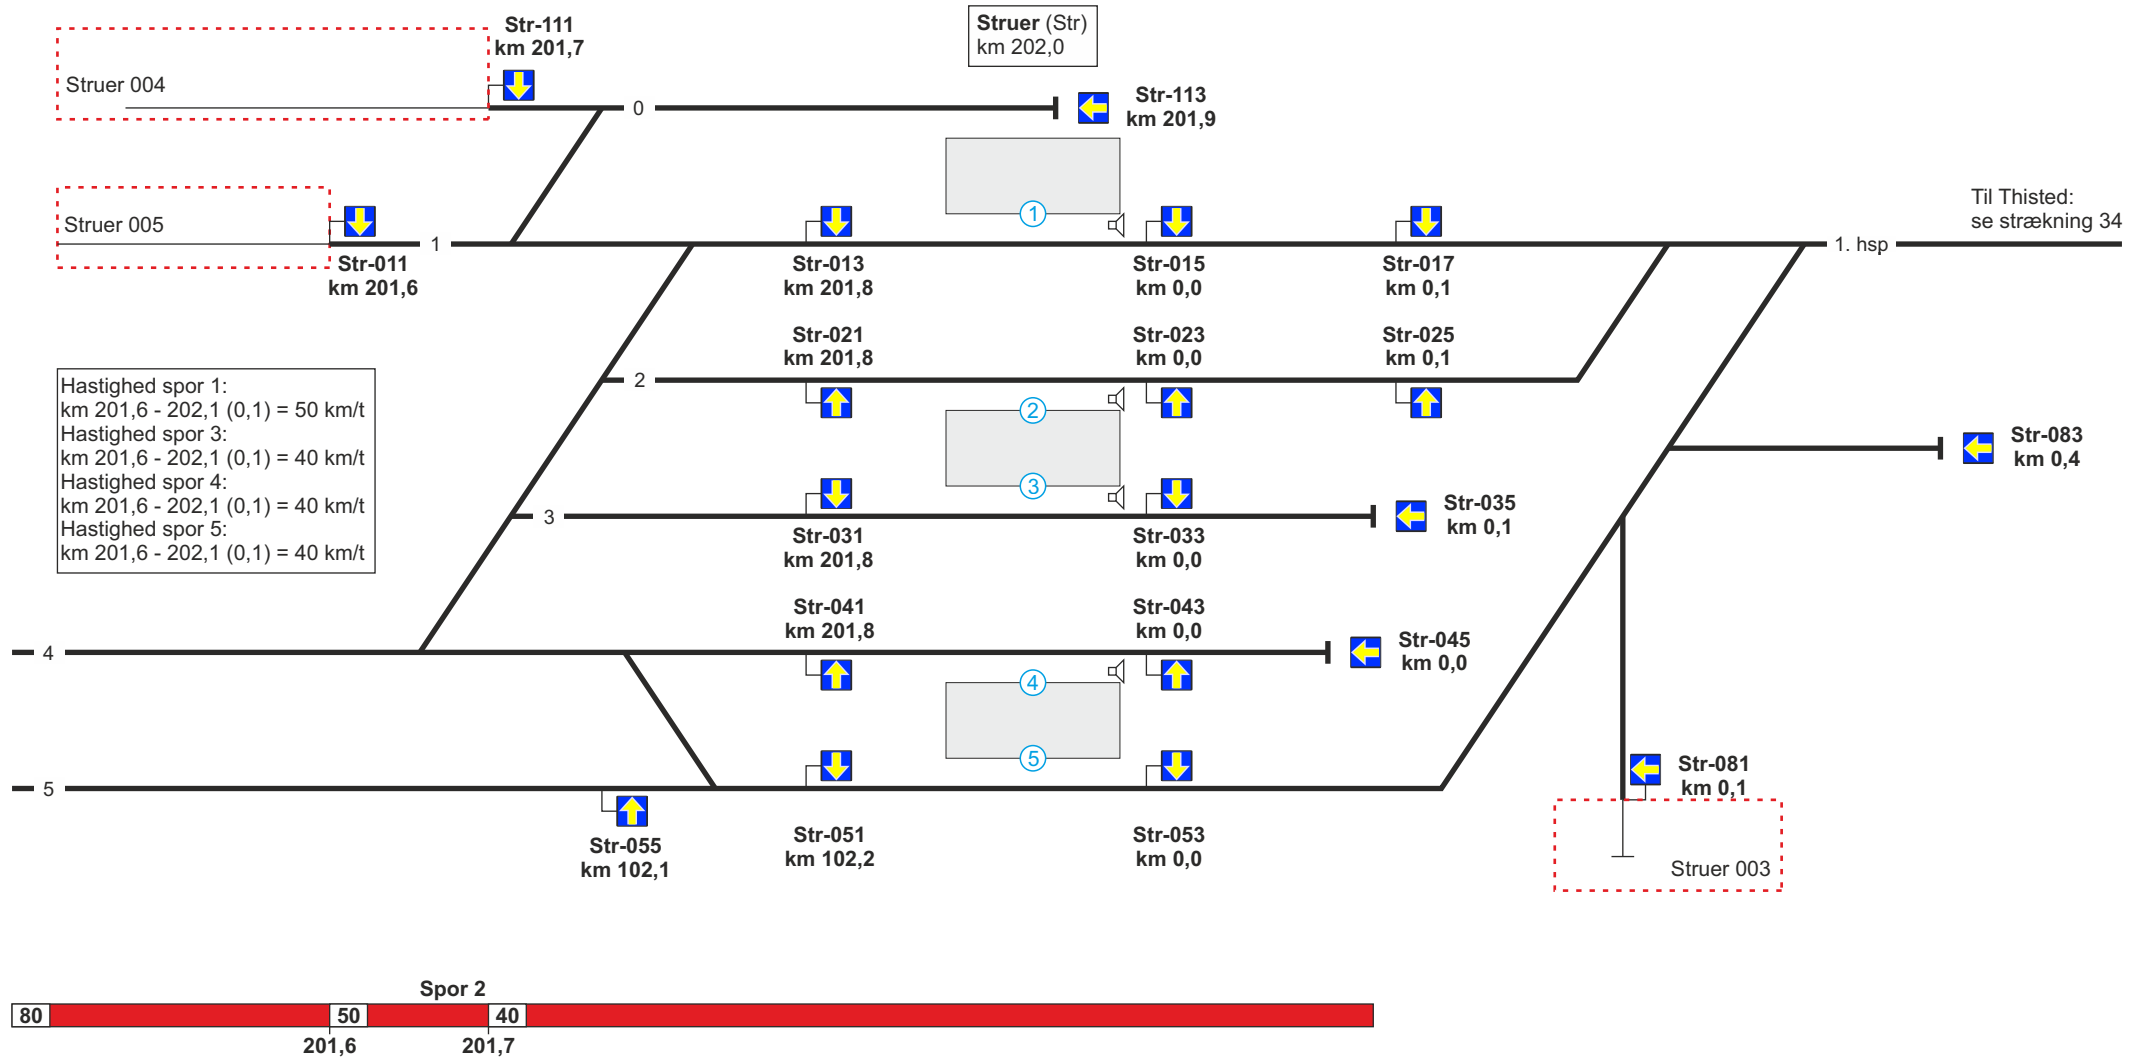 Str-111
km 201,7
Struer (Str)
km 202,0
Struer 004
0
Str-113
km 201,9
Struer 005
1
1
Str-011
km 201,6
Str-013
km 201,8
Str-015
km 0,0
Str-017
km 0,1
1. hsp
Til Thisted:
se strækning 34
Str-021
km 201,8
Str-023
km 0,0
Str-025
km 0,1
2
2
Hastighed spor 1:
km 201,6 - 202,1 (0,1) = 50 km/t
Hastighed spor 3:
km 201,6 - 202,1 (0,1) = 40 km/t
Hastighed spor 4:
km 201,6 - 202,1 (0,1) = 40 km/t
Hastighed spor 5:
km 201,6 - 202,1 (0,1) = 40 km/t
Str-083
km 0,4
3
3
Str-035
km 0,1
Str-031
km 201,8
Str-033
km 0,0
Str-041
km 201,8
Str-043
km 0,0
4
Str-045
km 0,0
4
5
5
Str-081
km 0,1
Str-055
km 102,1
Str-051
km 102,2
Str-053
km 0,0
Struer 003
Spor 2
80
50
40
201,6
201,7